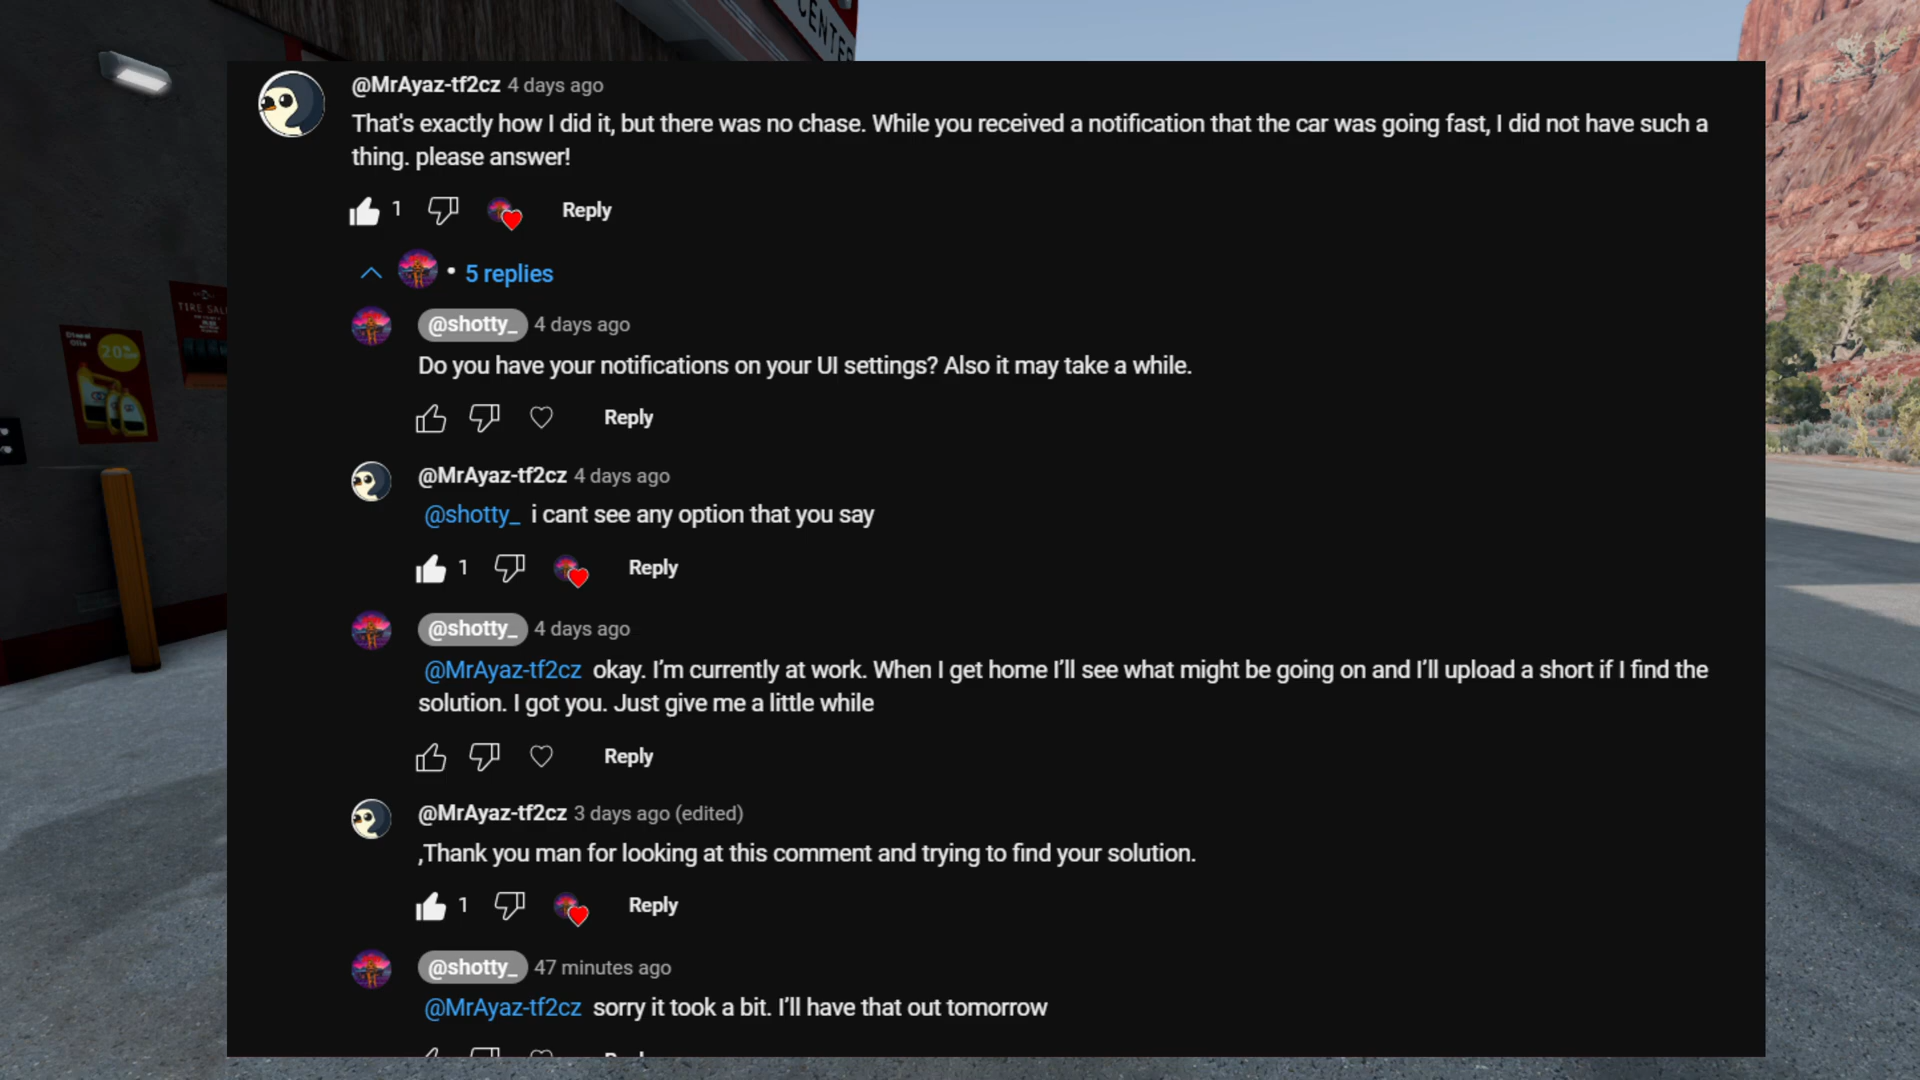 CENTER
@MrAyaz-tf2cz 4 days ago
That's exactly how I did it, but there was no chase. While you received a notification that the car was going fast, I did not have such a
thing. please answer!
1 Reply
• 5 replies
@shotty_ 4 days ago
TIRE SAL
20%
Do you have your notifications on your UI settings? Also it may take a while.
Reply
@MrAyaz-tf2cz 4 days ago
@shotty_ i cant see any option that you say
1 Reply
@shotty_ 4 days ago
@MrAyaz-tf2cz okay. I'm currently at work. When I get home I'll see what might be going on and I'll upload a short if I find the
solution. I got you. Just give me a little while
Reply
@MrAyaz-tf2cz 3 days ago (edited)
,Thank you man for looking at this comment and trying to find your solution.
1 Reply
@shotty_ 47 minutes ago
@MrAyaz-tf2cz sorry it took a bit. I'll have that out tomorrow
Reply